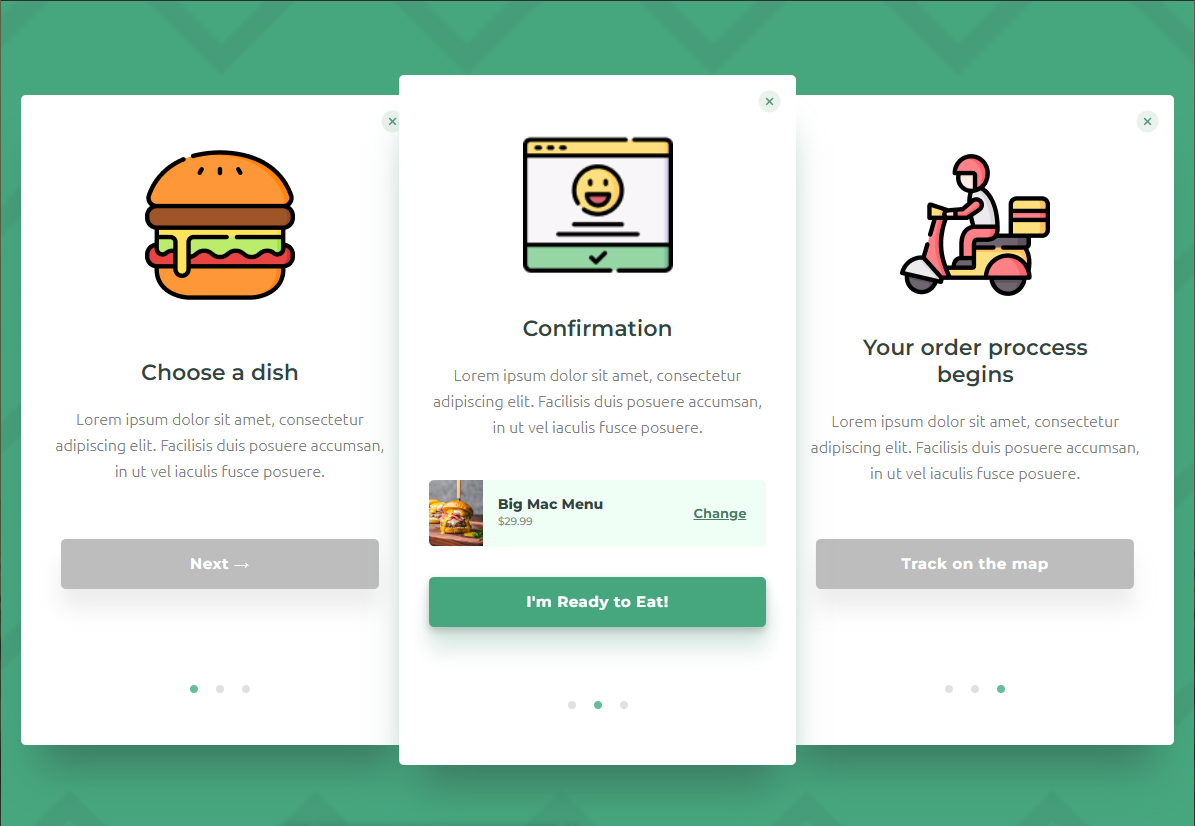 Choose a dish
Lorem ipsum dolor sit amet, consectetur
adipiscing elit. Facilisis duis posuere accumsan,
in ut vel iaculis fusce posuere.
Next →
Confirmation
Lorem ipsum dolor sit amet, consectetur
adipiscing elit. Facilisis duis posuere accumsan,
in ut vel iaculis fusce posuere.
Big Mac Menu
$29.99
Change
I'm Ready to Eat!
Your order proccess
begins
Lorem ipsum dolor sit amet, consectetur
adipiscing elit. Facilisis duis posuere accumsan,
in ut vel iaculis fusce posuere.
Track on the map